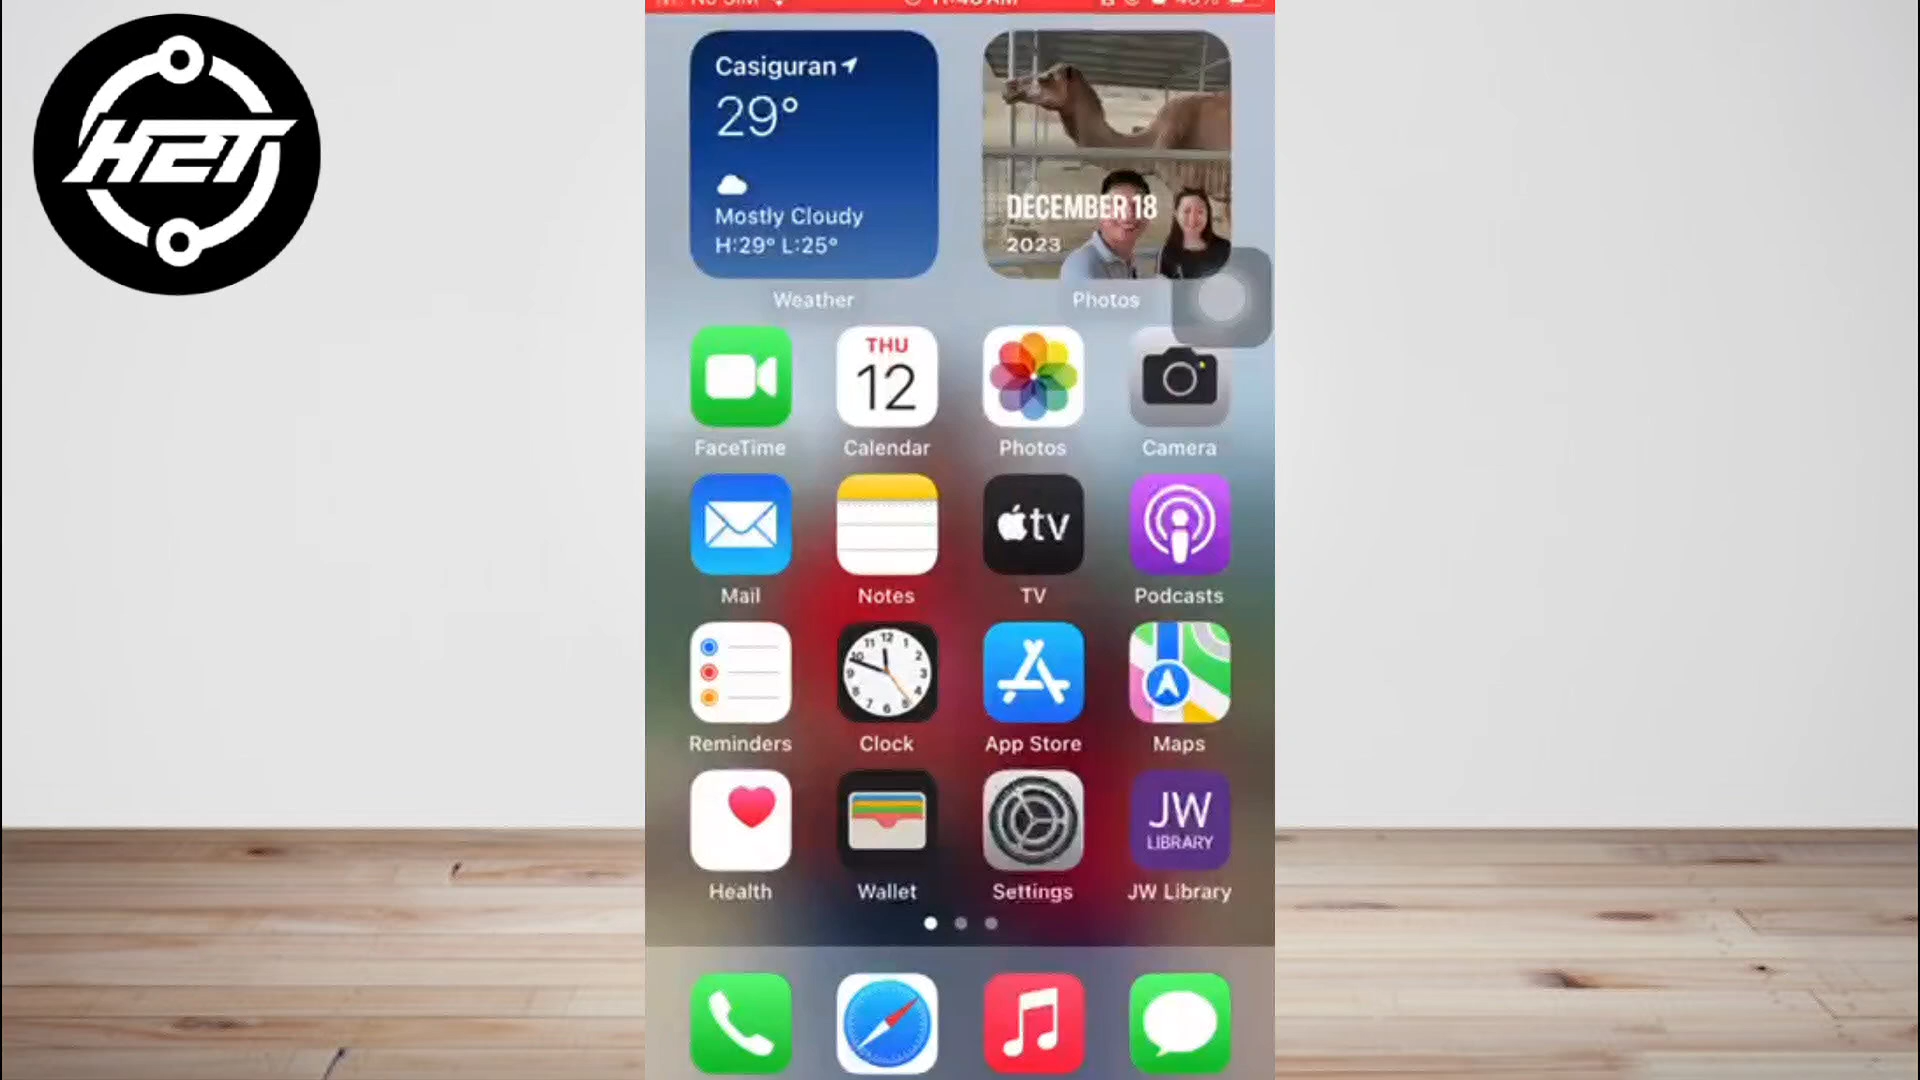 H2T
Casiguran
29°
Mostly Cloudy
H:29° L:25°
Weather
DECEMBER 18
2023
Photos
FaceTime
THU
12
Calendar
Photos
Camera
Mail
Notes
tv
TV
Podcasts
Reminders
Clock
App Store
Maps
Health
Wallet
Settings
JW
LIBRARY
JW Library